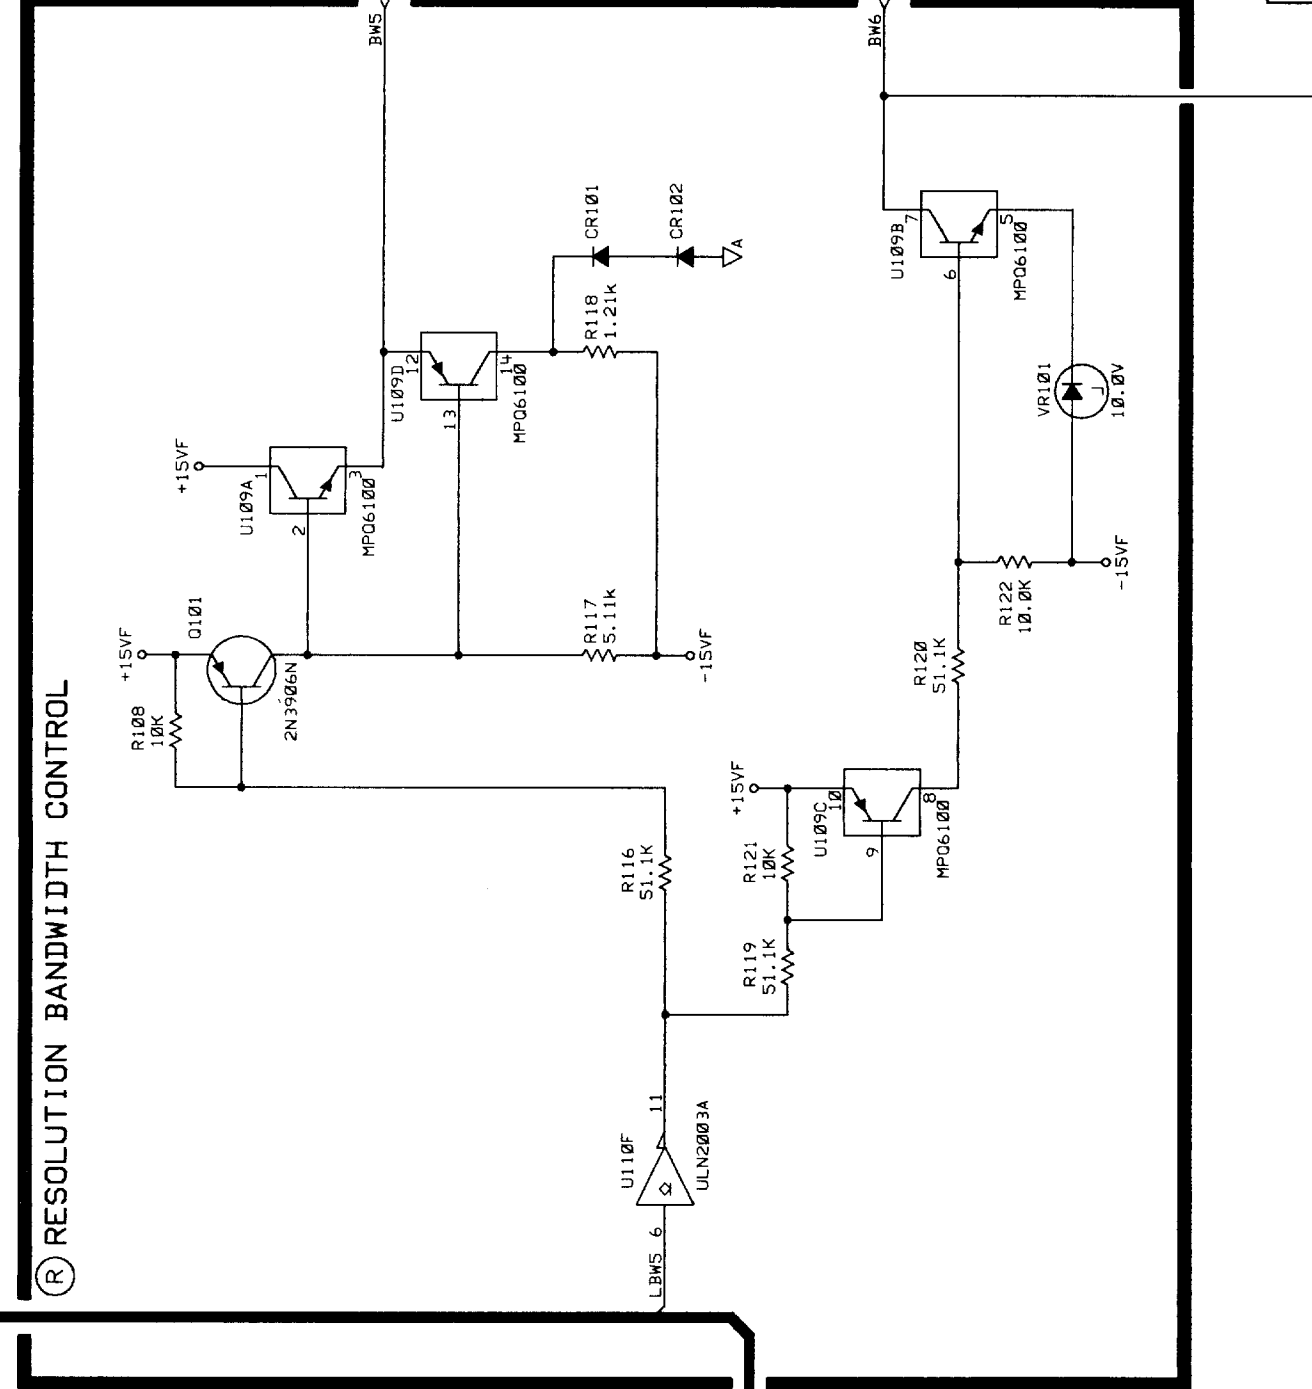 Ⓡ RESOLUTION BANDWIDTH CONTROL
BW5
BW6
+15VF
Q101
2N3906N
R108
10K
+15VF
U109A
1
2
3
MPQ6100
U109D
12
13
14
MPQ6100
CR101
CR102
A
R118
1.21k
R117
5.11k
-15VF
R116
51.1K
LBW5
6
U110F
ULN2003A
11
R119
51.1K
R121
10K
+15VF
U109C
10
9
8
MPQ6100
R120
51.1K
R122
10.0K
-15VF
VR101
10.0V
U109B
7
6
5
MPQ6100